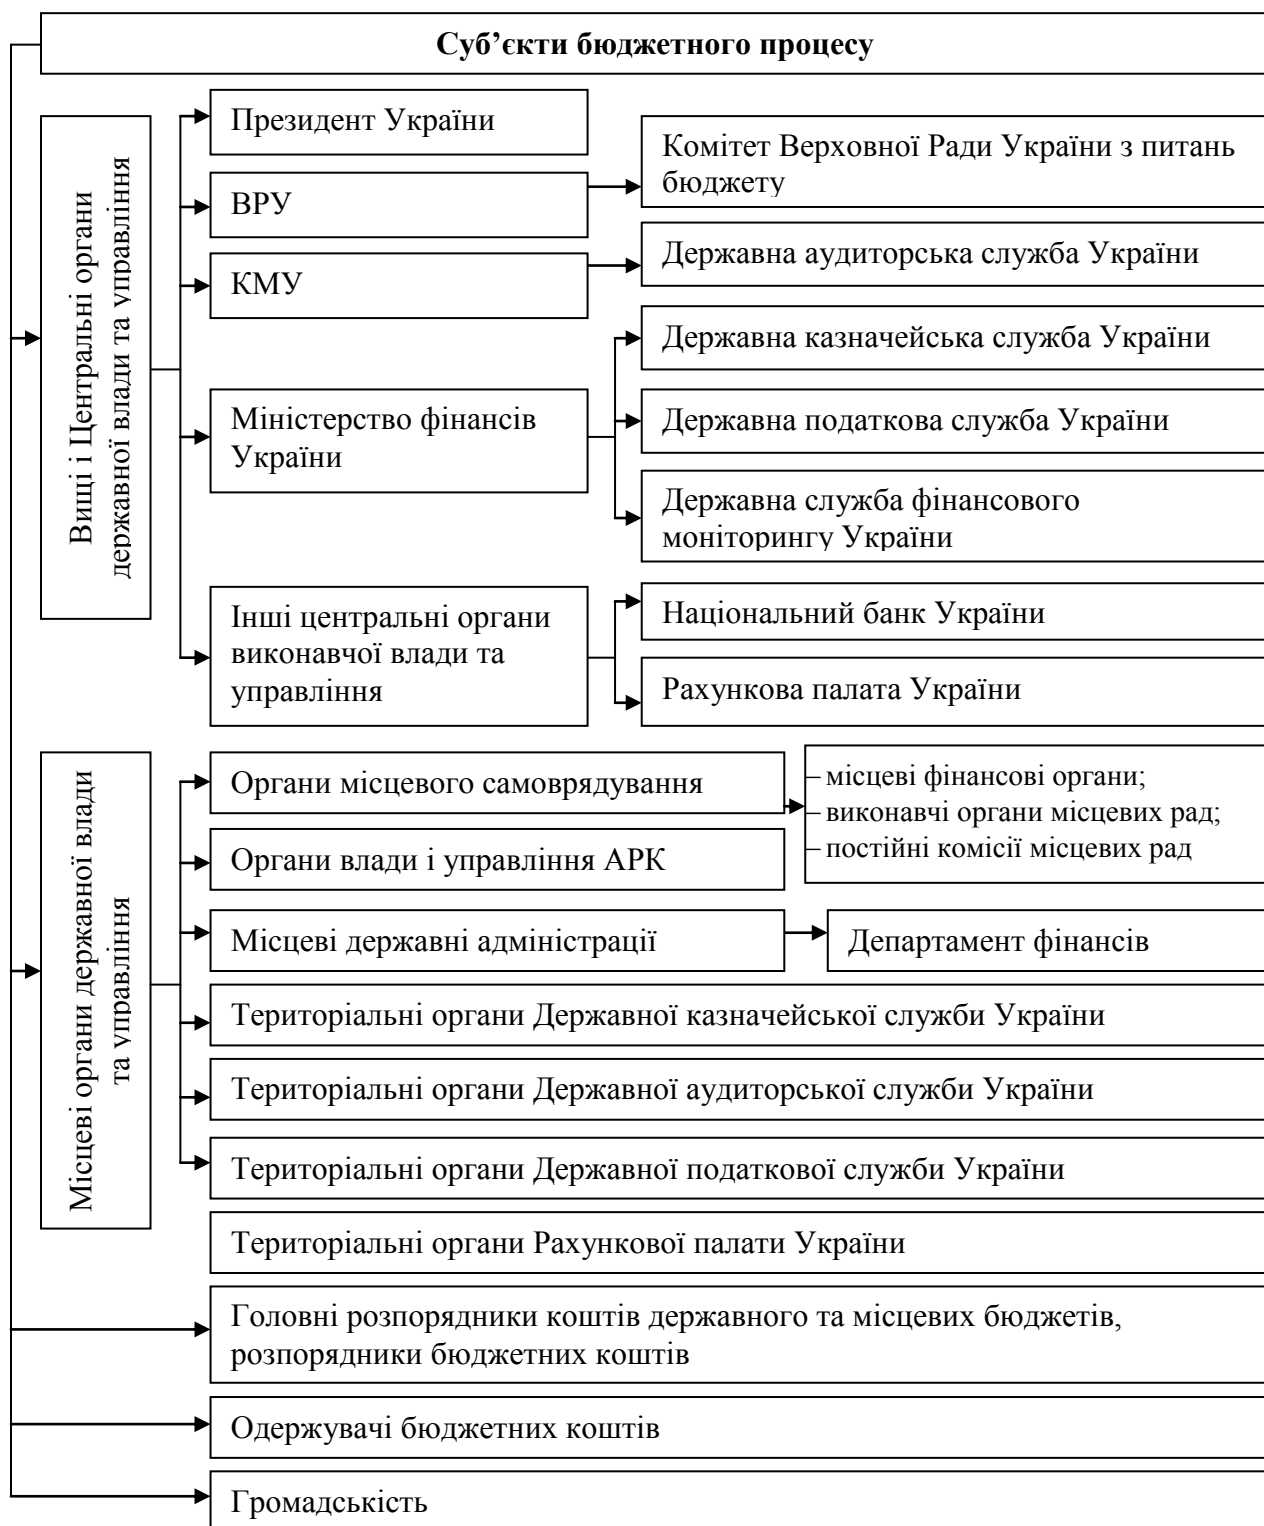 Суб’єкти бюджетного процесу
Вищі і Центральні органи
державної влади та управління
Президент України
ВРУ
Комітет Верховної Ради України з питань
бюджету
КМУ
Державна аудиторська служба України
Міністерство фінансів
України
Державна казначейська служба України
Державна податкова служба України
Державна служба фінансового
моніторингу України
Інші центральні органи
виконавчої влади та
управління
Національний банк України
Рахункова палата України
Місцеві органи державної влади
та управління
Органи місцевого самоврядування
– місцеві фінансові органи;
– виконавчі органи місцевих рад;
– постійні комісії місцевих рад
Органи влади і управління АРК
Місцеві державні адміністрації
Департамент фінансів
Територіальні органи Державної казначейської служби України
Територіальні органи Державної аудиторської служби України
Територіальні органи Державної податкової служби України
Територіальні органи Рахункової палати України
Головні розпорядники коштів державного та місцевих бюджетів,
розпорядники бюджетних коштів
Одержувачі бюджетних коштів
Громадськість